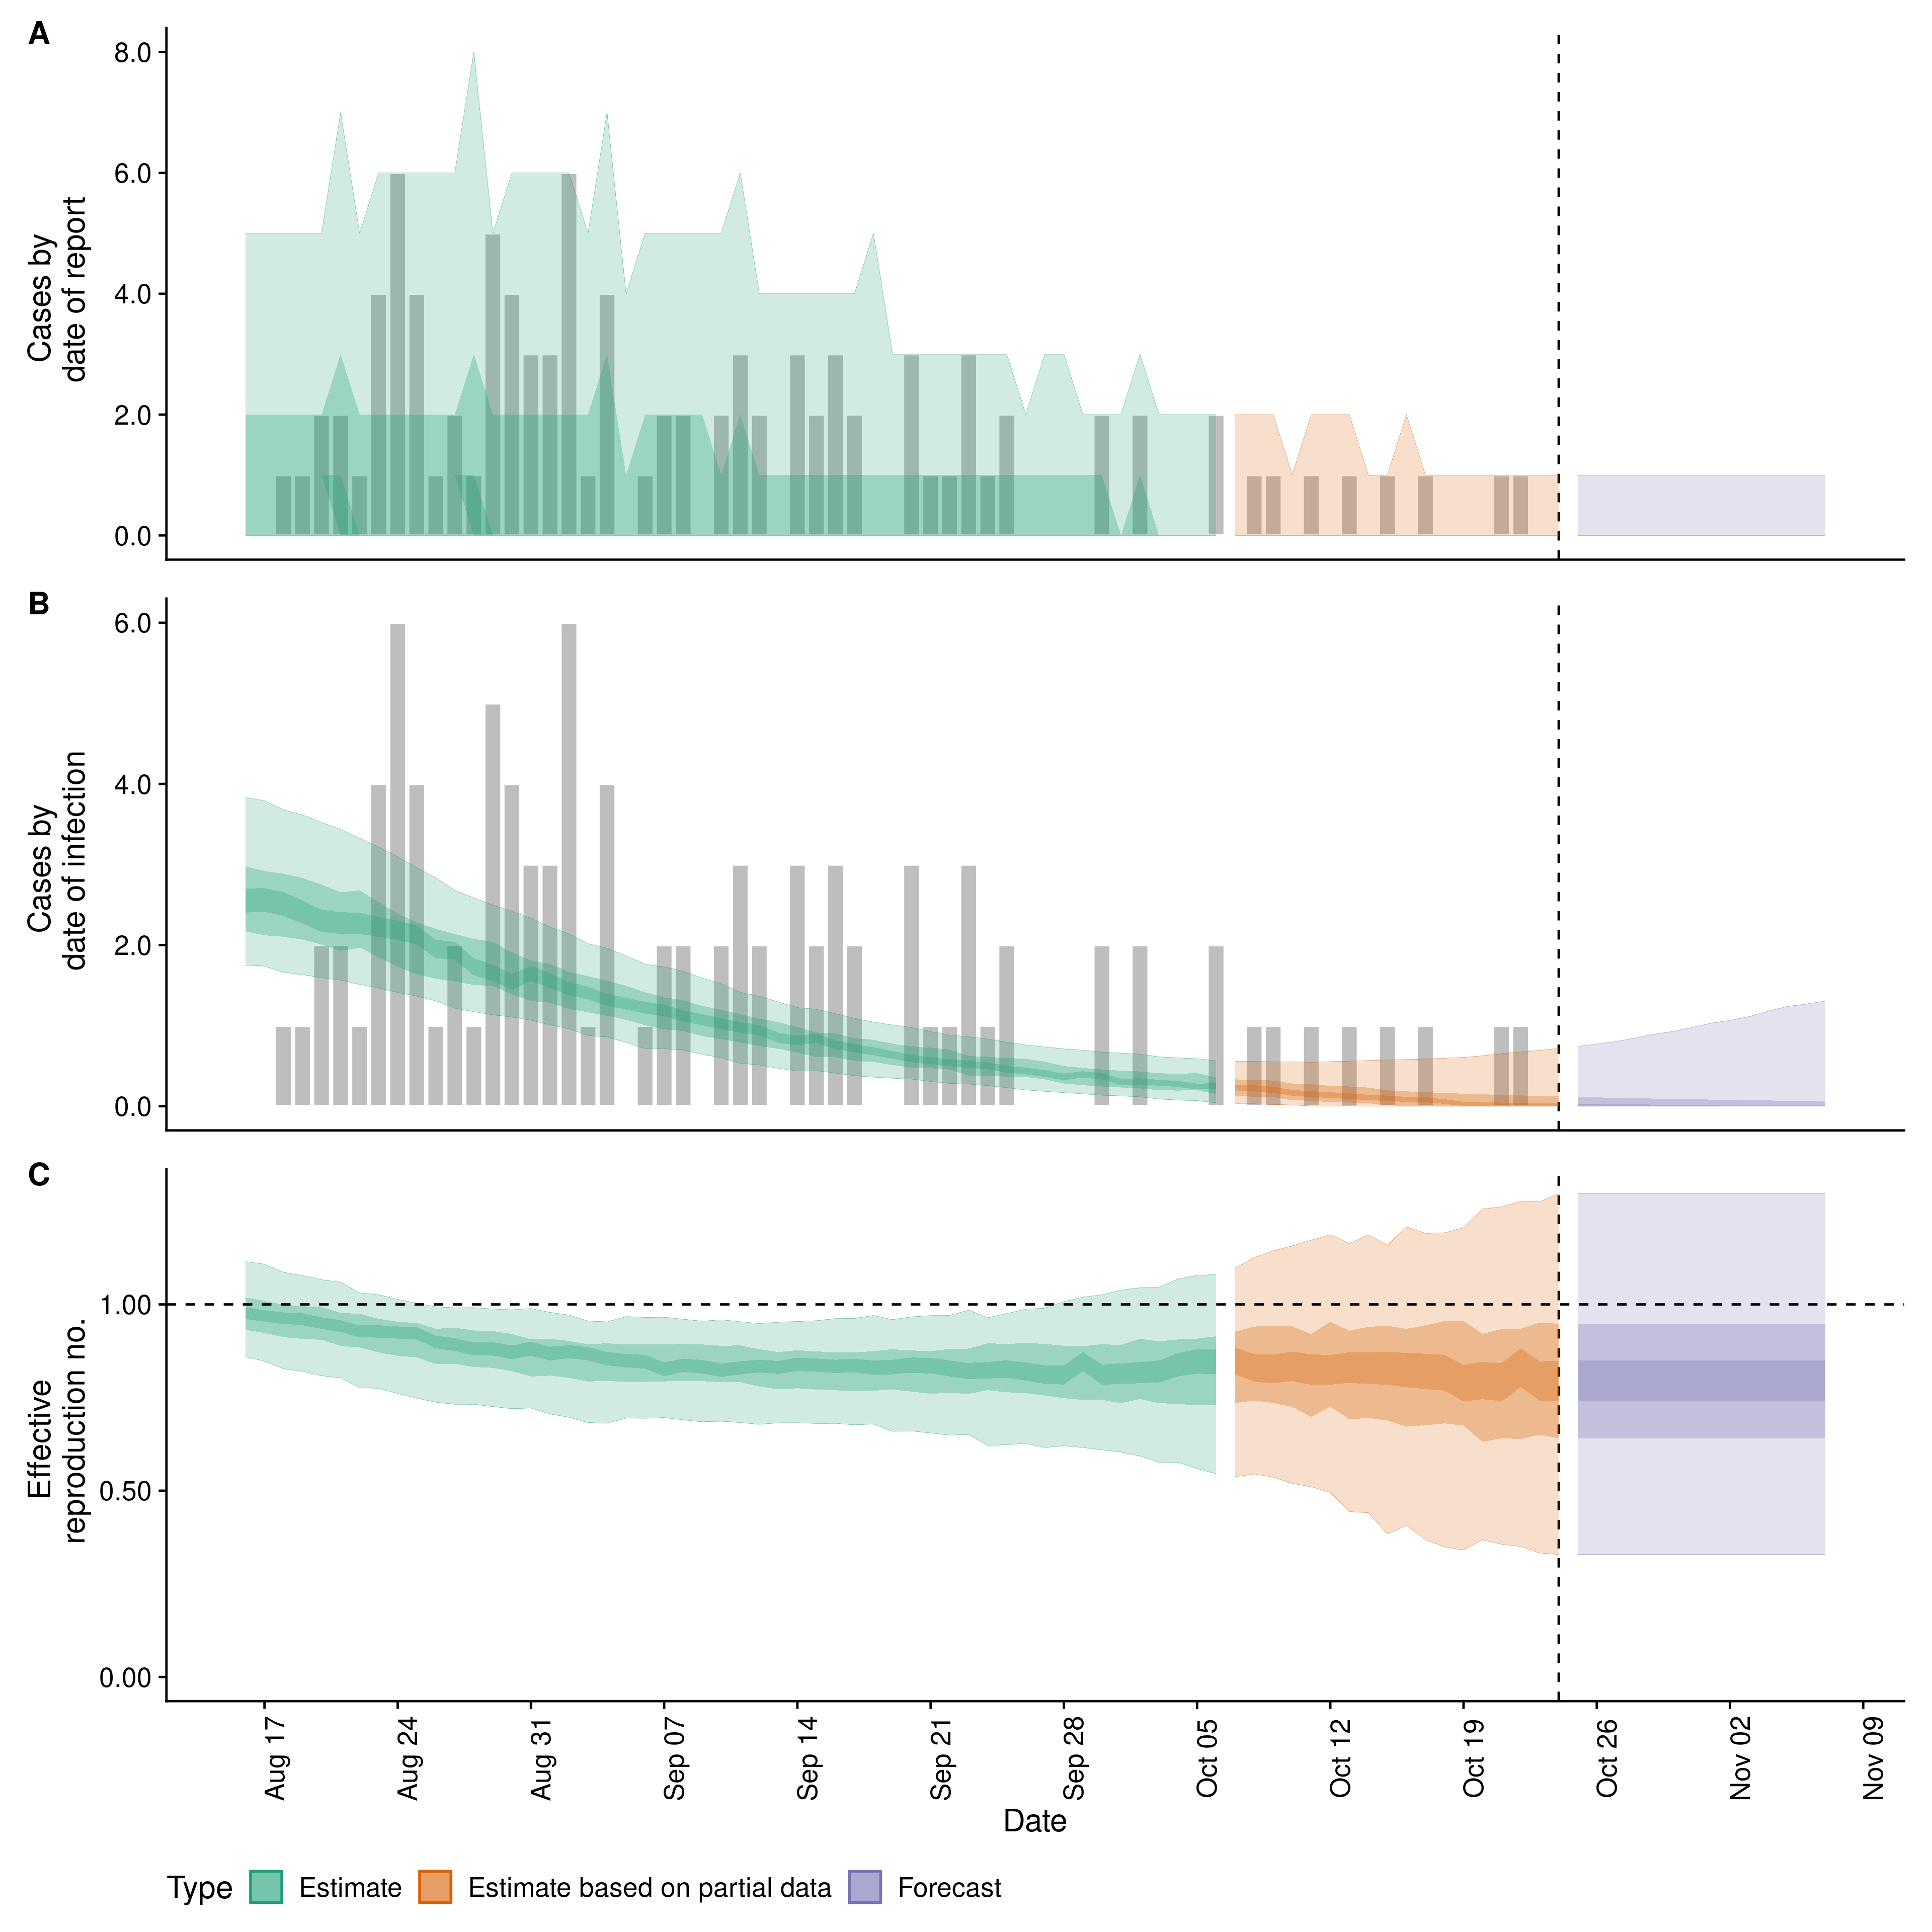 A
8.0
6.0
4.0
2.0
0.0
Cases by
date of report
B
6.0
4.0
2.0
0.0
Cases by
date of infection
C
1.00
0.50
0.00
Effective
reproduction no.
Aug 17
Aug 24
Aug 31
Sep 07
Sep 14
Sep 21
Sep 28
Oct 05
Oct 12
Oct 19
Oct 26
Nov 02
Nov 09
Date
Type Estimate Estimate based on partial data Forecast